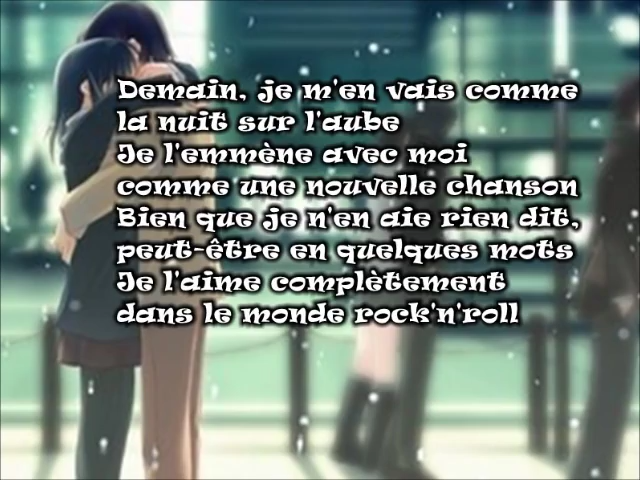 Demain, je m'en vais comme
la nuit sur l'aube
Je l'emmène avec moi
comme une nouvelle chanson
Bien que je n'en aie rien dit,
peut-être en quelques mots
Je l'aime complètement
dans le monde rock'n'roll